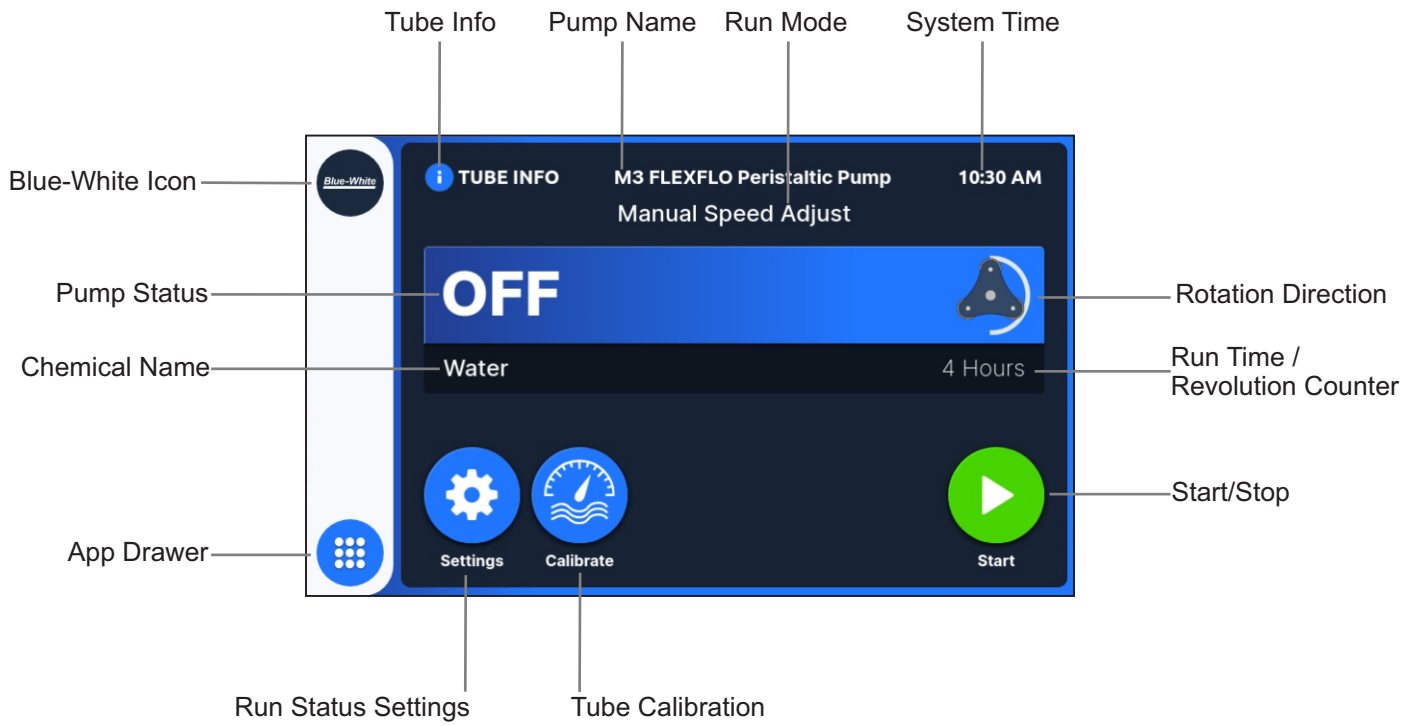 Tube Info
Pump Name
Run Mode
System Time
Blue-White Icon
Blue-White
TUBE INFO
M3 FLEXFLO Peristaltic Pump
10:30 AM
Manual Speed Adjust
Pump Status
OFF
Rotation Direction
Chemical Name
Water
4 Hours
Run Time /
Revolution Counter
Start/Stop
App Drawer
Settings
Calibrate
Start
Run Status Settings
Tube Calibration